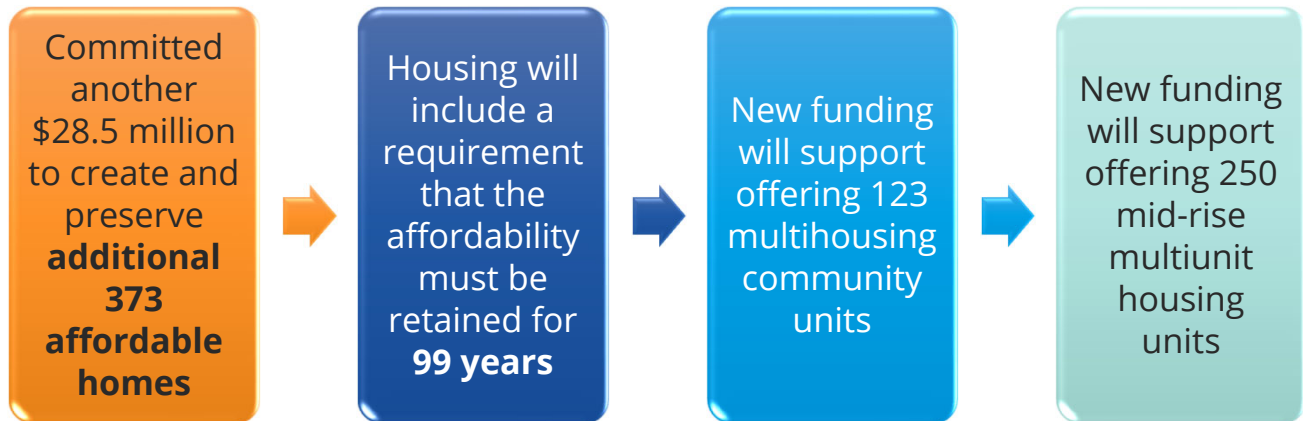 Committed
another
$28.5 million
to create and
preserve
additional
373
affordable
homes
Housing will
include a
requirement
that the
affordability
must be
retained for
99 years
New funding
will support
offering 123
multihousing
community
units
New funding
will support
offering 250
mid-rise
multiunit
housing
units